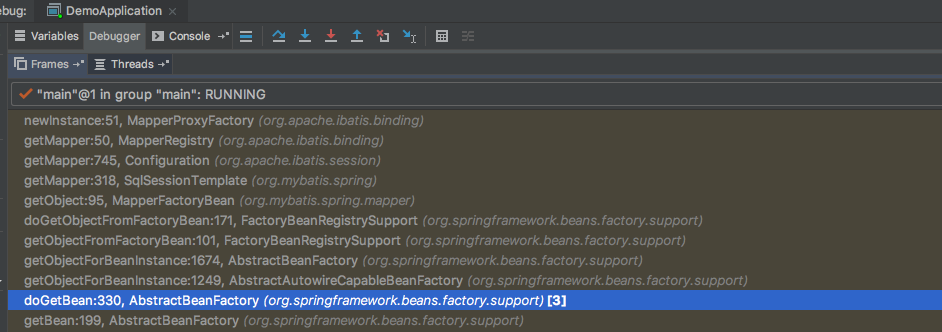 ebug: DemoApplication
Variables Debugger Console
Frames Threads
"main"@1 in group "main": RUNNING
newInstance:51, MapperProxyFactory (org.apache.ibatis.binding)
getMapper:50, MapperRegistry (org.apache.ibatis.binding)
getMapper:745, Configuration (org.apache.ibatis.session)
getMapper:318, SqlSessionTemplate (org.mybatis.spring)
getObject:95, MapperFactoryBean (org.mybatis.spring.mapper)
doGetObjectFromFactoryBean:171, FactoryBeanRegistrySupport (org.springframework.beans.factory.support)
getObjectFromFactoryBean:101, FactoryBeanRegistrySupport (org.springframework.beans.factory.support)
getObjectForBeanInstance:1674, AbstractBeanFactory (org.springframework.beans.factory.support)
getObjectForBeanInstance:1249, AbstractAutowireCapableBeanFactory (org.springframework.beans.factory.support)
doGetBean:330, AbstractBeanFactory (org.springframework.beans.factory.support) [3]
getBean:199, AbstractBeanFactory (org.springframework.beans.factory.support)